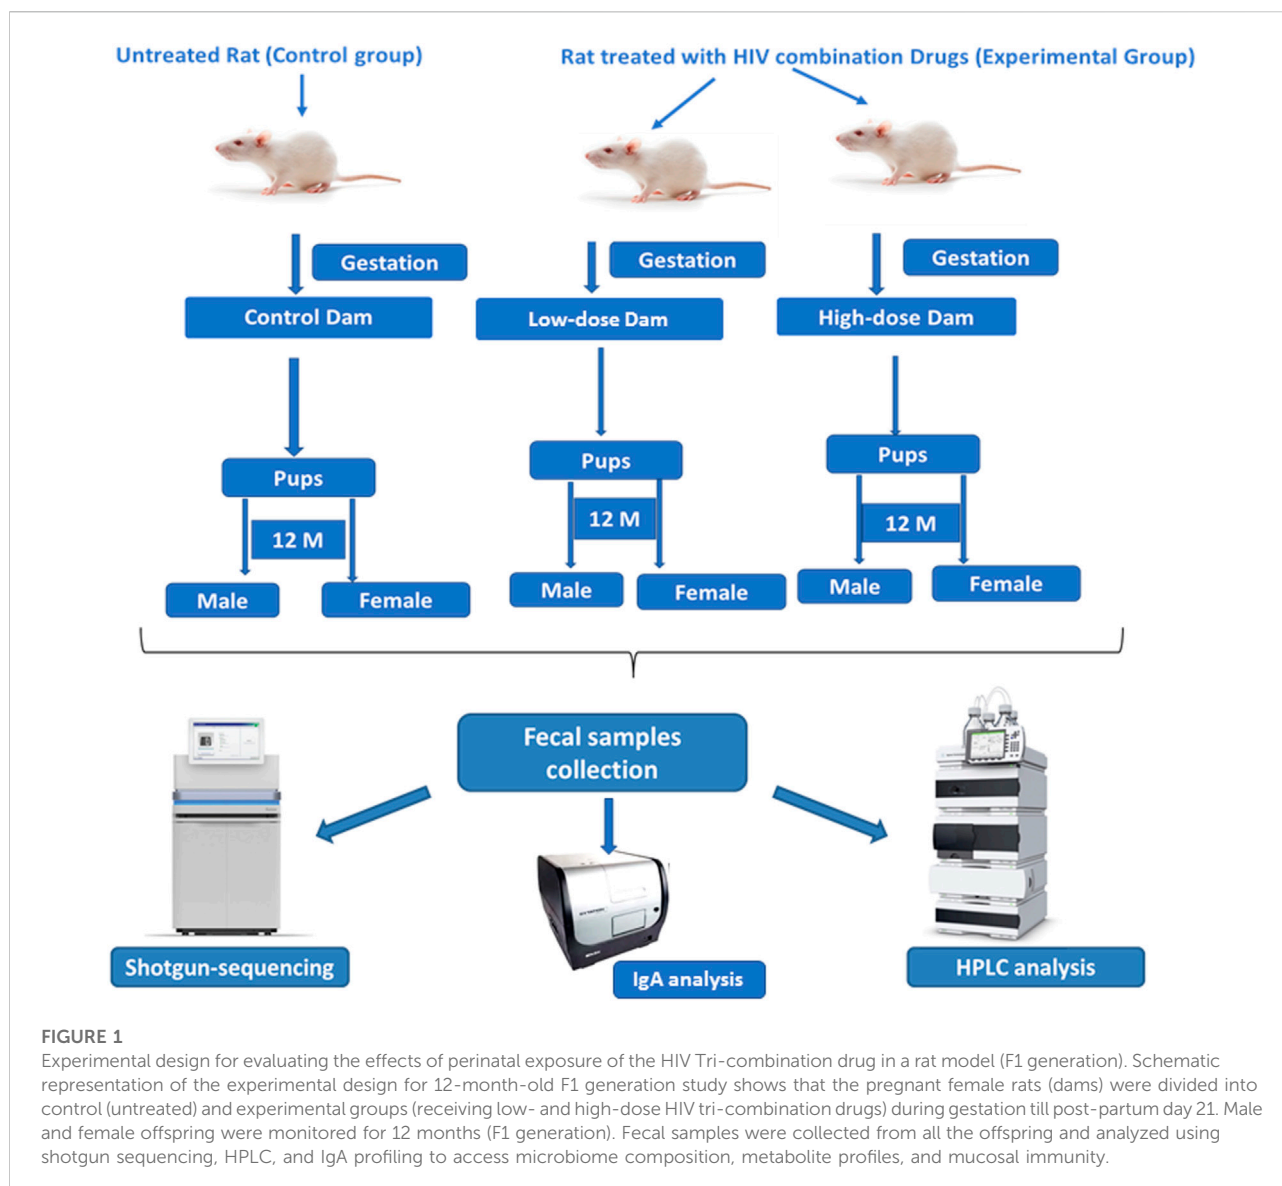 Untreated Rat (Control group)
Rat treated with HIV combination Drugs (Experimental Group)
Gestation
Gestation
Gestation
Control Dam
Low-dose Dam
High-dose Dam
Pups
Pups
Pups
12 M
12 M
12 M
Male
Female
Male
Female
Male
Female
Fecal samples
collection
Shotgun-sequencing
IgA analysis
HPLC analysis
FIGURE 1
Experimental design for evaluating the effects of perinatal exposure of the HIV Tri-combination drug in a rat model (F1 generation). Schematic
representation of the experimental design for 12-month-old F1 generation study shows that the pregnant female rats (dams) were divided into
control (untreated) and experimental groups (receiving low- and high-dose HIV tri-combination drugs) during gestation till post-partum day 21. Male
and female offspring were monitored for 12 months (F1 generation). Fecal samples were collected from all the offspring and analyzed using
shotgun sequencing, HPLC, and IgA profiling to access microbiome composition, metabolite profiles, and mucosal immunity.